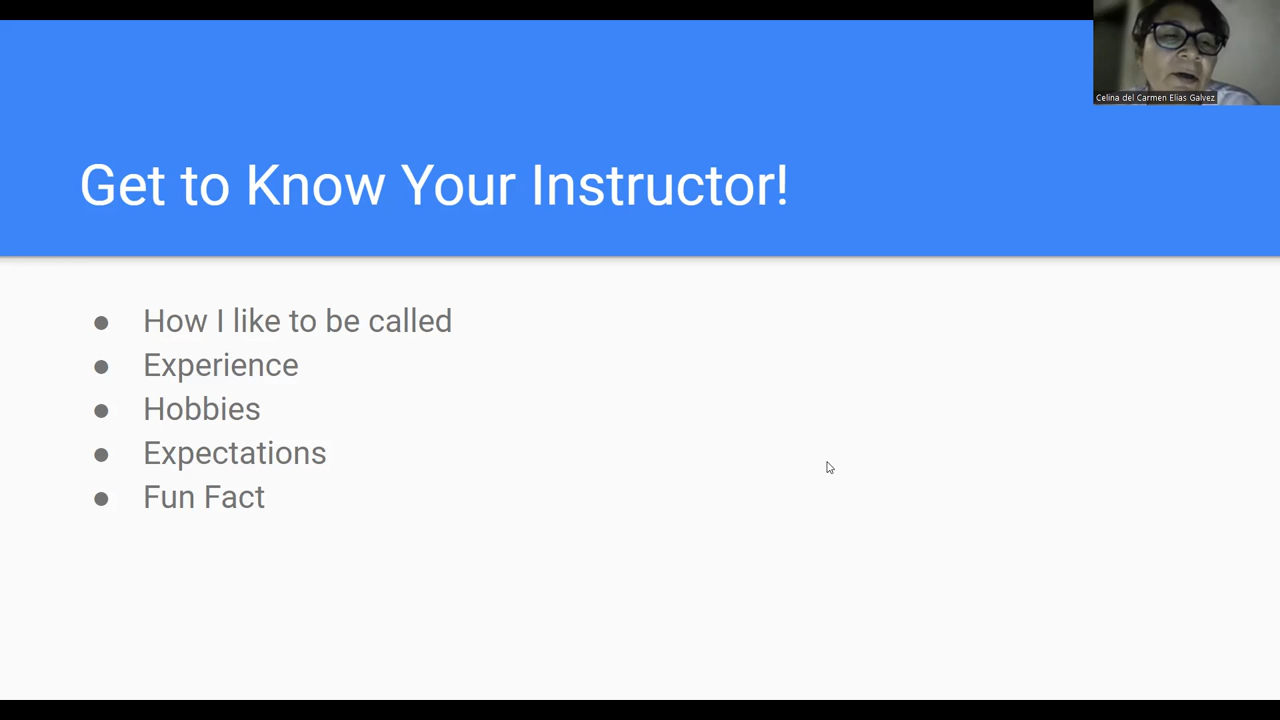 Celina del Carmen Elias Galvez
Get to Know Your Instructor!
● How I like to be called
● Experience
● Hobbies
● Expectations
● Fun Fact